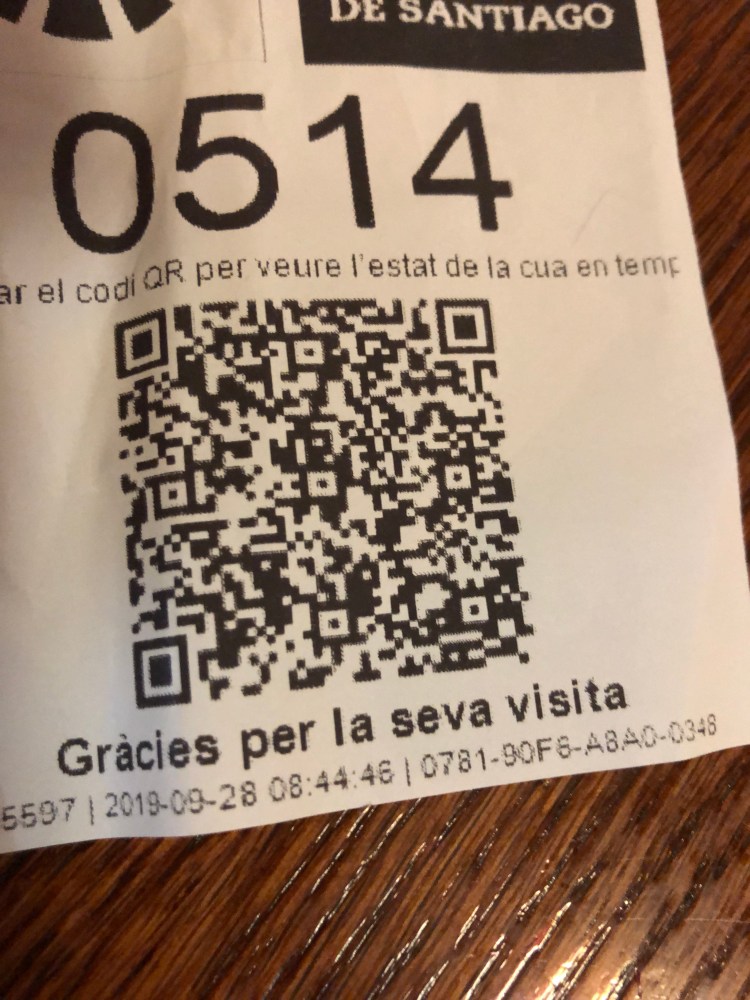 DE SANTIAGO
0514
ar el codi QR per veure l'estat de la cua en temp
Gràcies per la seva visita
5597 | 2019-09-28 08:44:46 | 0781-90F6-A8A0-0348